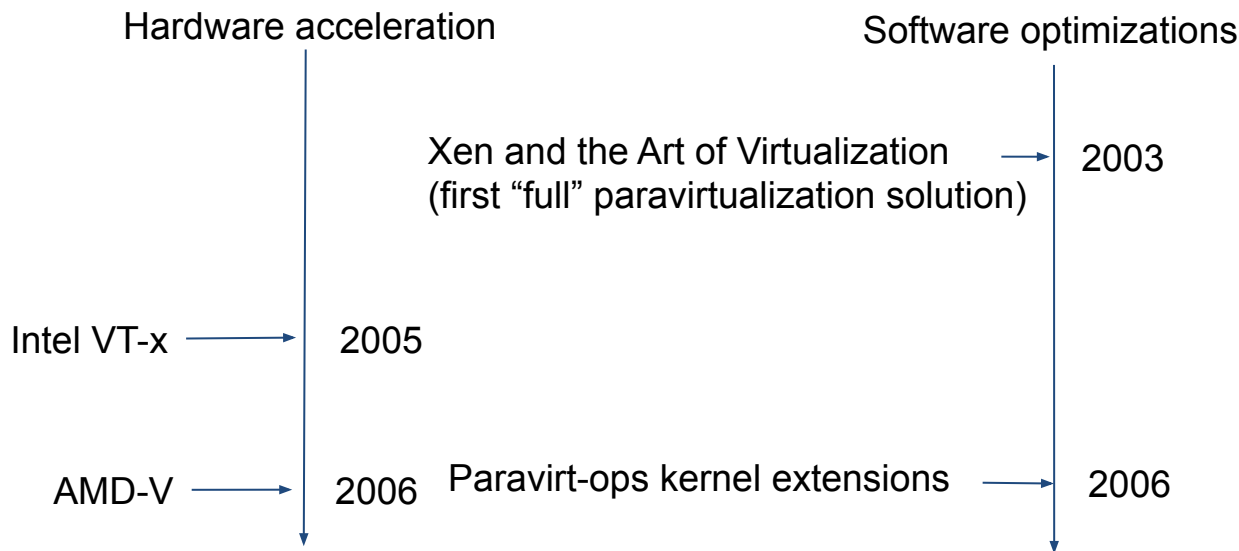 Hardware acceleration
Software optimizations
Xen and the Art of Virtualization
(first “full” paravirtualization solution)
2003
Intel VT-x
2005
AMD-V
2006
Paravirt-ops kernel extensions
2006